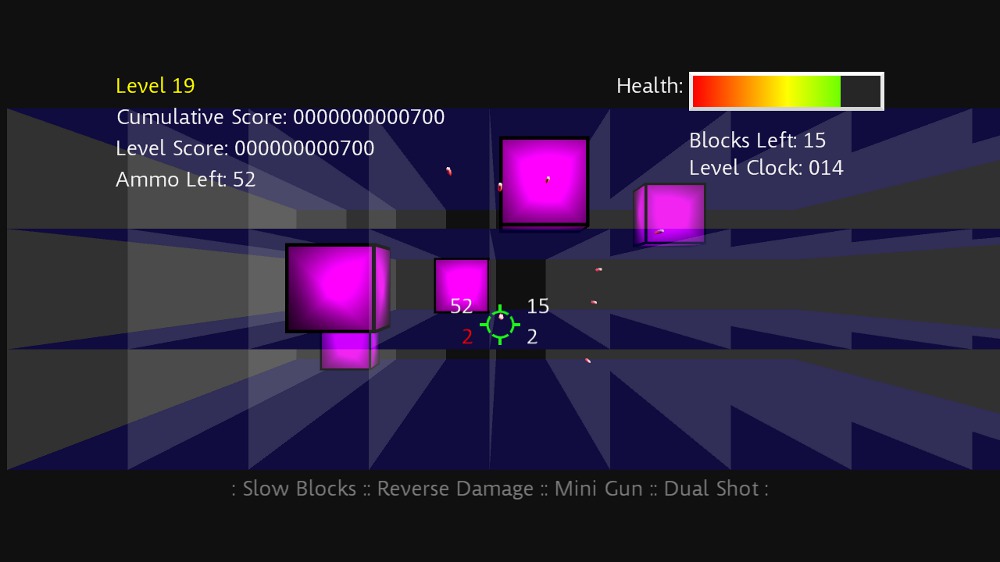 Level 19
Cumulative Score: 0000000000700
Level Score: 000000000700
Ammo Left: 52
Health:
Blocks Left: 15
Level Clock: 014
52 15
2 2
: Slow Blocks :: Reverse Damage :: Mini Gun :: Dual Shot :